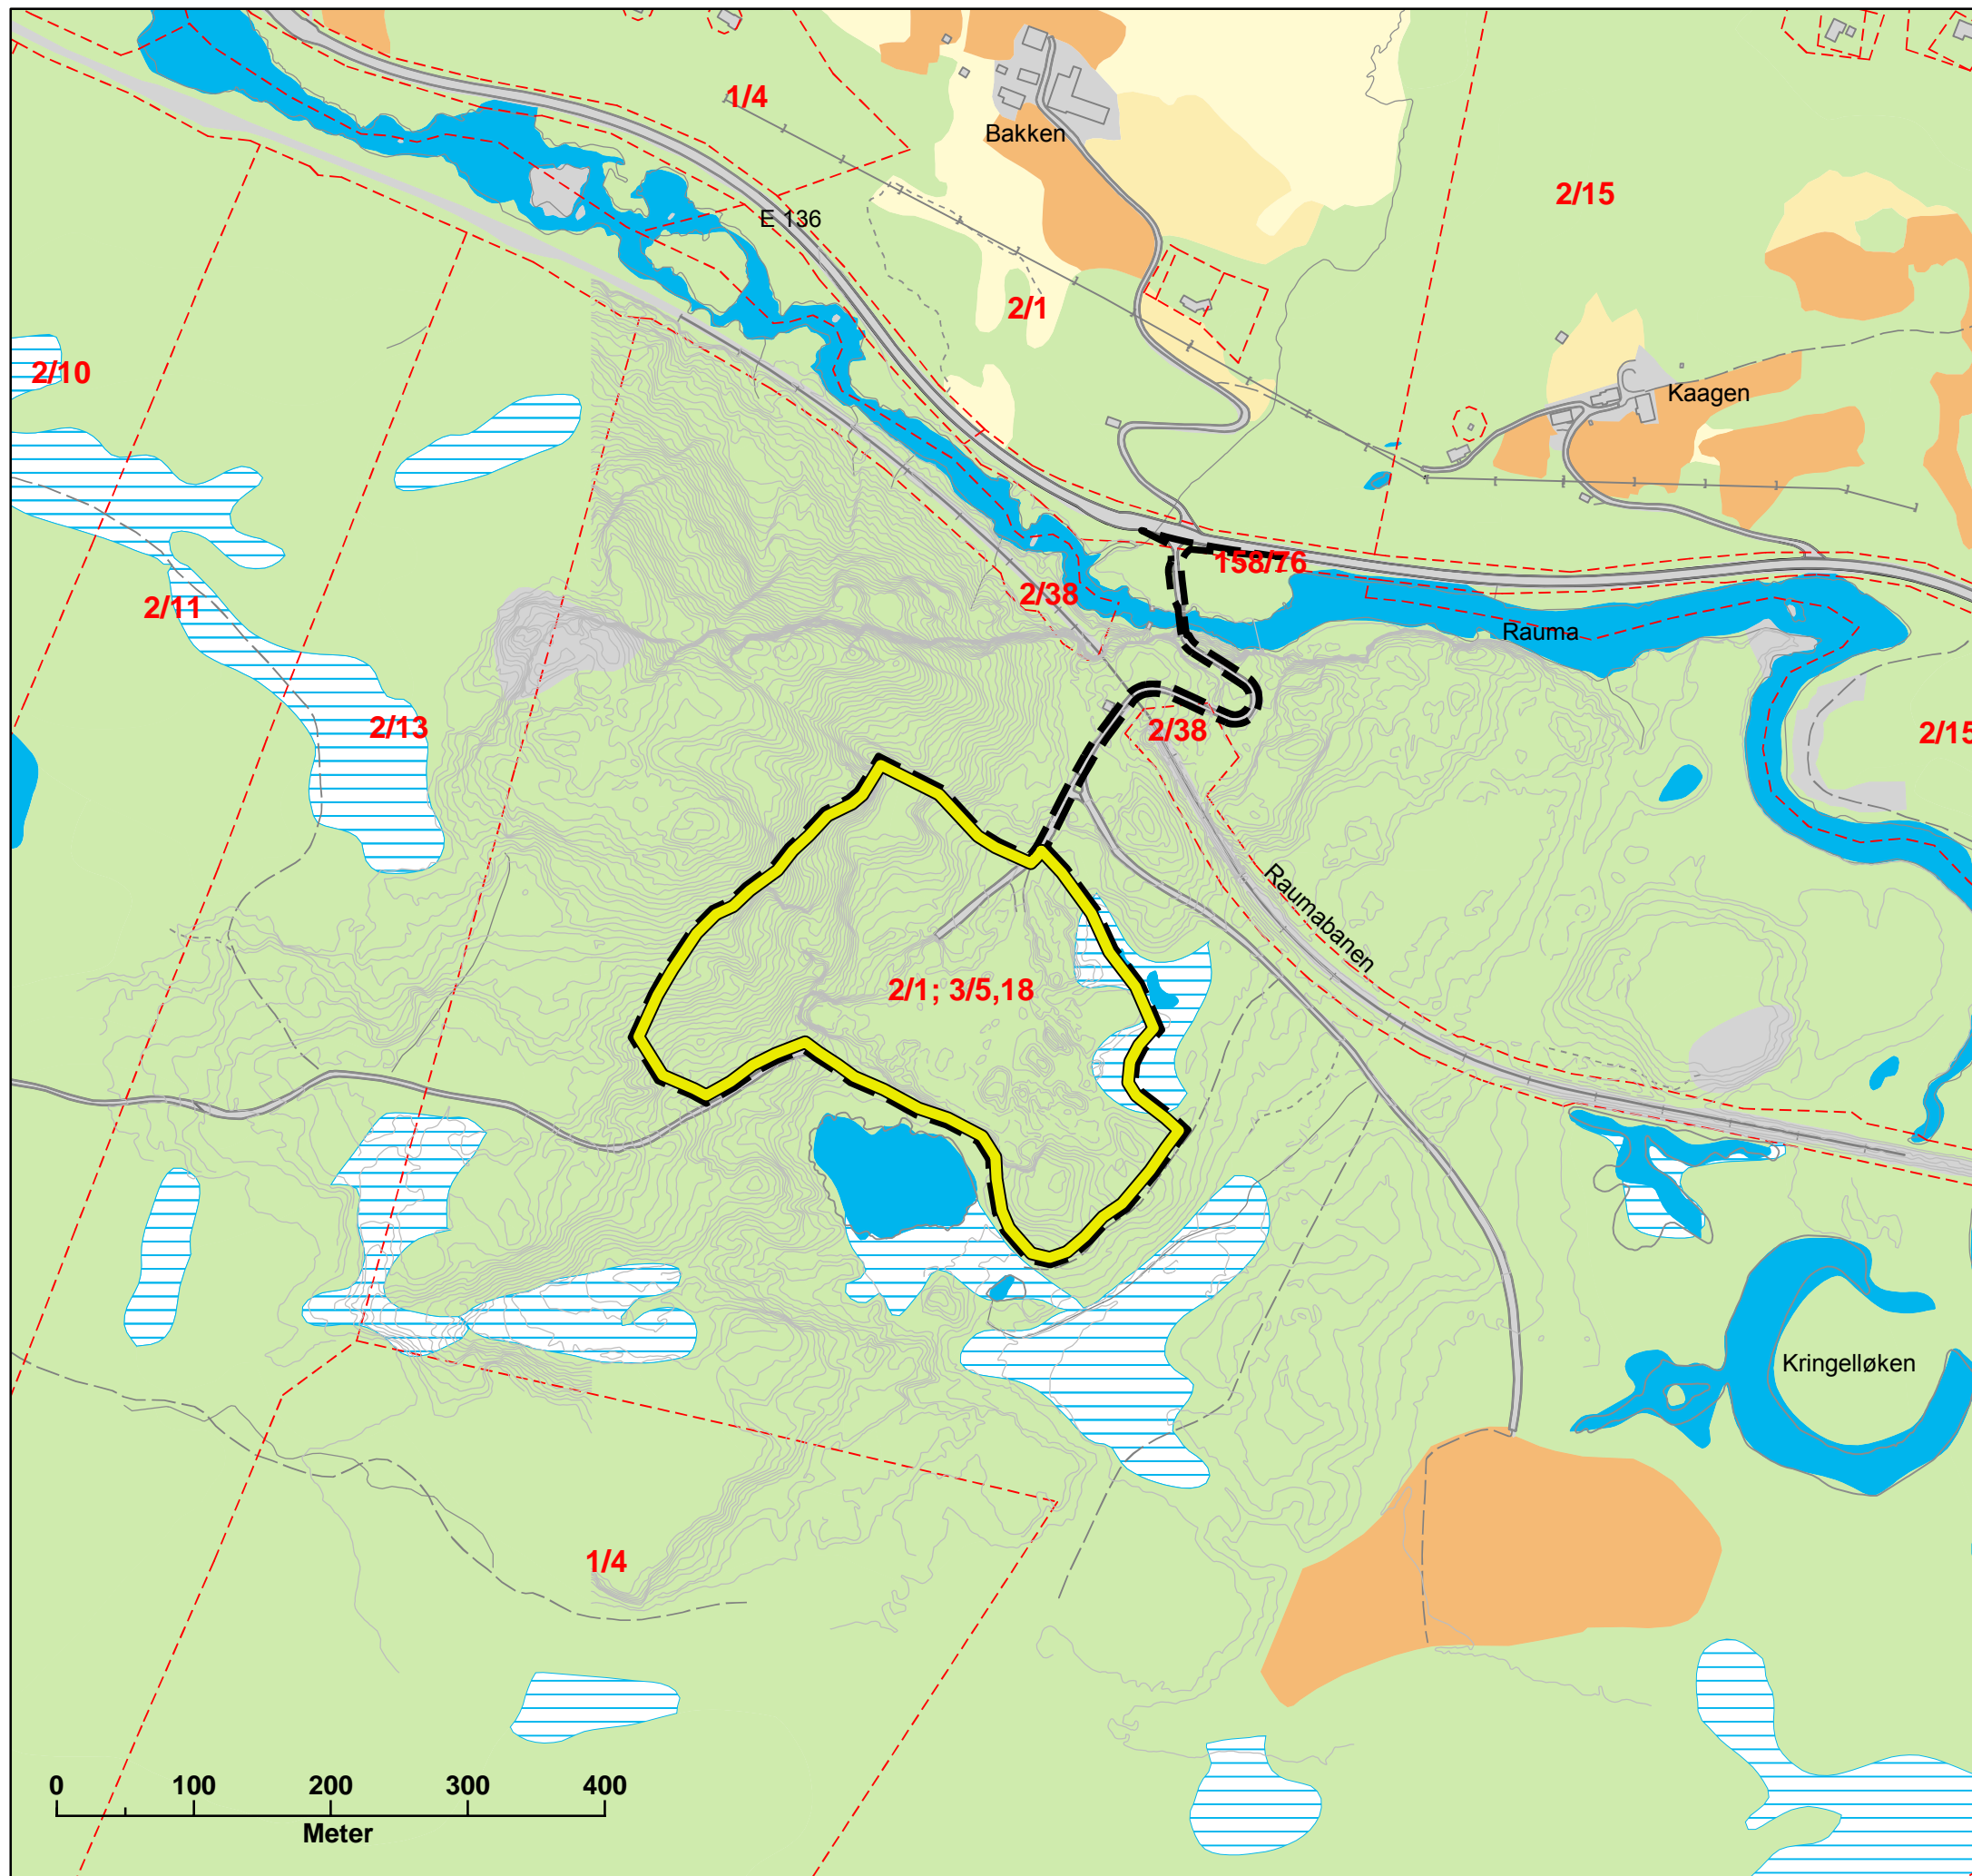 1/4
Bakken
2/15
E 136
2/1
2/10
Kaagen
158/76
2/38
2/11
Rauma
2/13
2/38
2/15
Raumabanen
2/1; 3/5,18
Kringelløken
1/4
0 100 200 300 400
Meter